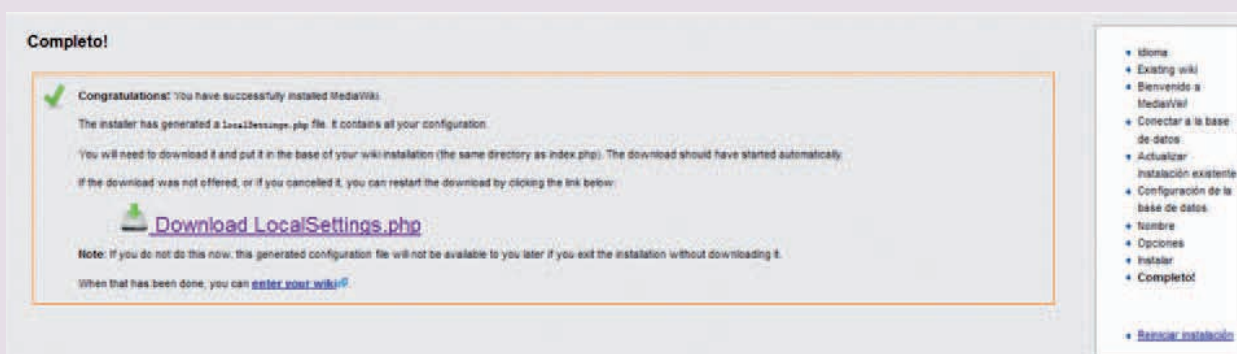 Completo!
Congratulations! You have successfully installed MediaWiki.
The installer has generated a LocalSettings.php file. It contains all your configuration.
You will need to download it and put it in the base of your wiki installation (the same directory as index.php). The download should have started automatically.
If the download was not offered, or if you cancelled it, you can restart the download by clicking the link below:
Download LocalSettings.php
Note: If you do not do this now, this generated configuration file will not be available to you later if you exit the installation without downloading it.
When that has been done, you can enter your wiki.
Idioma
Existing wiki
Bienvenido a
MediaWiki!
Conectar a la base
de datos
Actualizar
instalación existente
Configuración de la
base de datos
Nombre
Opciones
Instalar
Completo!
Reiniciar instalación